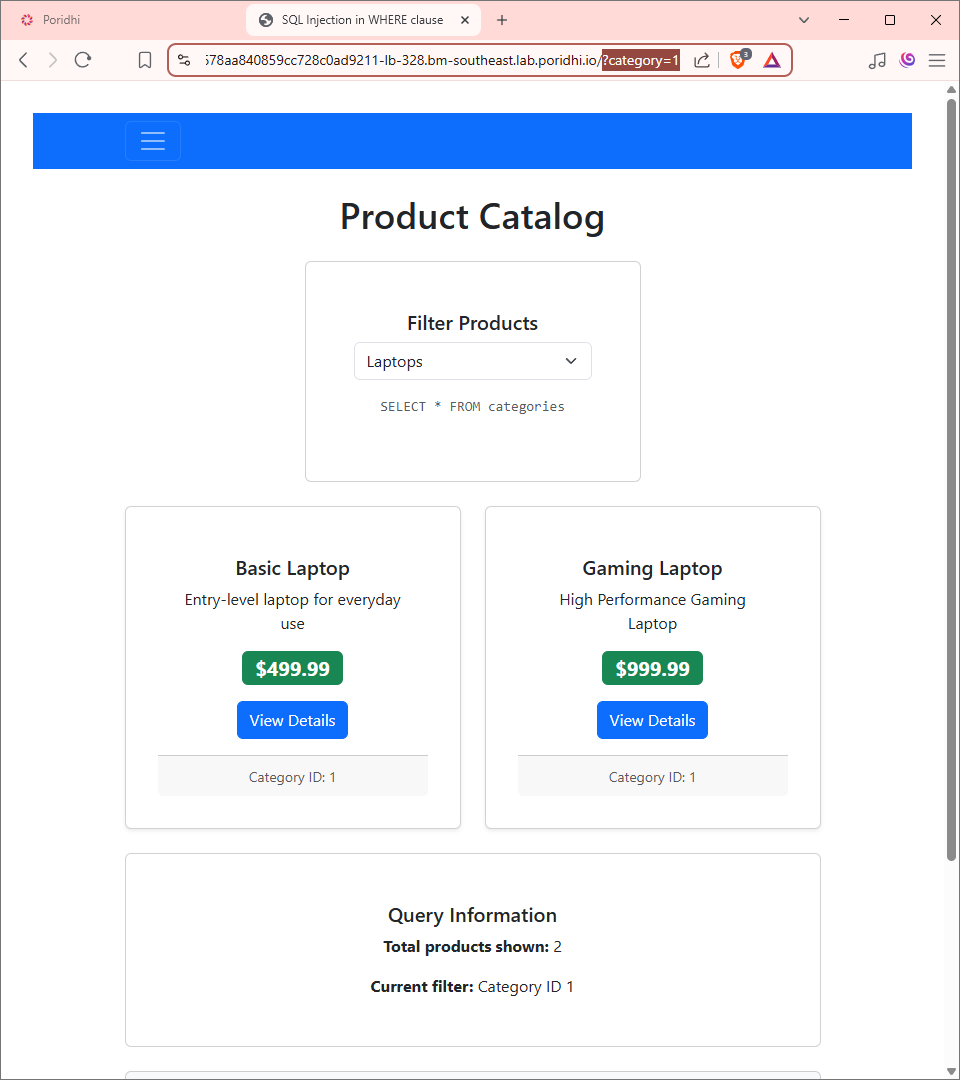 Poridhi
SQL Injection in WHERE clause
578aa840859cc728c0ad9211-lb-328.bm-southeast.lab.poridhi.io/?category=1
3
Product Catalog
Filter Products
Laptops
SELECT * FROM categories
Basic Laptop
Entry-level laptop for everyday
use
$499.99
View Details
Category ID: 1
Gaming Laptop
High Performance Gaming
Laptop
$999.99
View Details
Category ID: 1
Query Information
Total products shown: 2
Current filter: Category ID 1